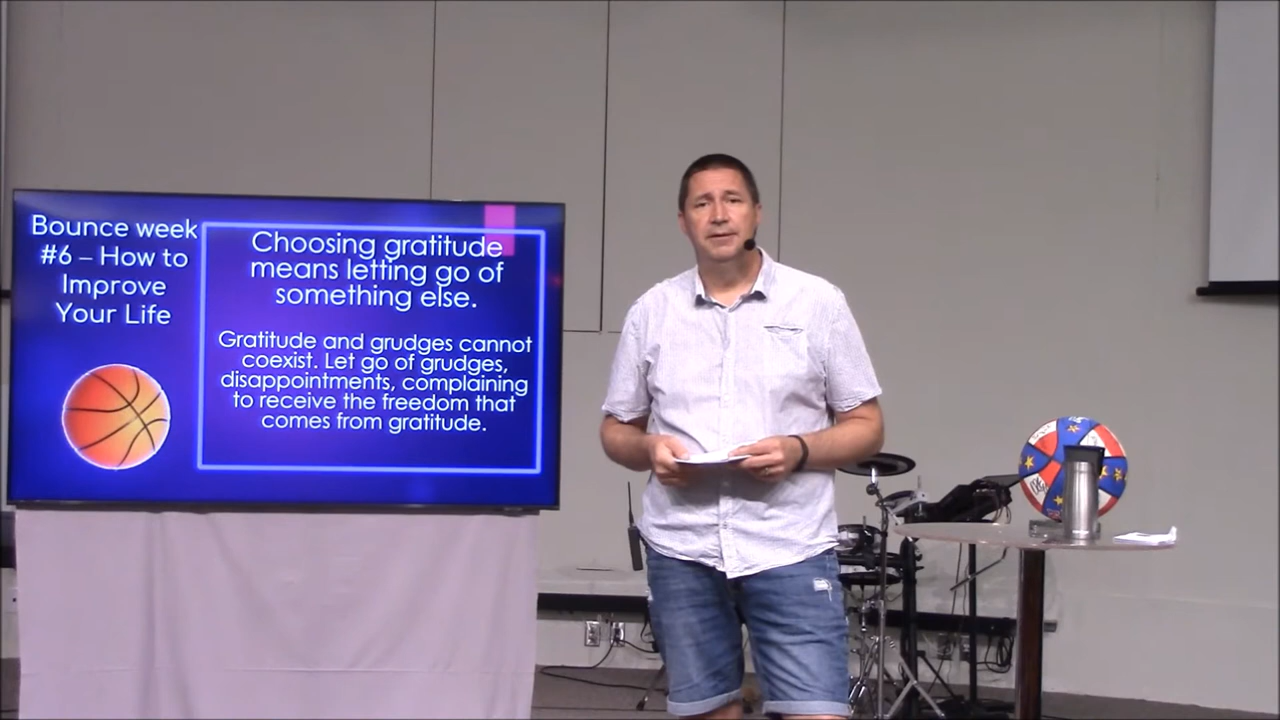 Bounce week
#6 – How to
Improve
Your Life
Choosing gratitude
means letting go of
something else.
Gratitude and grudges cannot
coexist. Let go of grudges,
disappointments, complaining
to receive the freedom that
comes from gratitude.